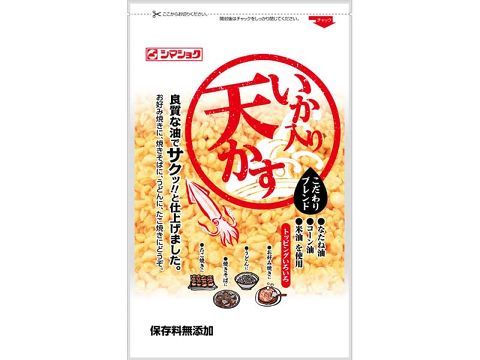 ここからお切りください。
開封後はチャックをしっかり閉じてください。
チャック
シマショク
いか入り
天かす
こだわりブレンド
●なたね油
●コーン油
●米油 を使用
良質な油でサクッ!!と仕上げました。
お好み焼きに、焼きそばに、うどんに、たこ焼きにどうぞ。
トッピングいろいろ
●お好み焼きに
●うどんに
●焼きそばに
●たこ焼きに
保存料無添加